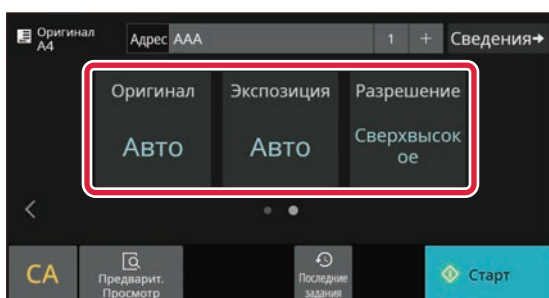 Оригинал
A4
Адрес AAA 1 + Сведения→
Оригинал Экспозиция Разрешение
Авто Авто Сверхвысок
ое
CA
Предварит.
Просмотр
Последние
задания
Старт